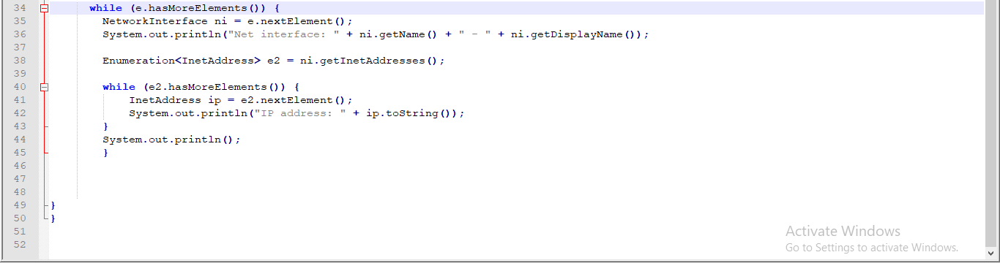 34 while (e.hasMoreElements()) {
35 NetworkInterface ni = e.nextElement();
36 System.out.println("Net interface: " + ni.getName() + " - " + ni.getDisplayName());
37
38 Enumeration<InetAddress> e2 = ni.getInetAddresses();
39
40 while (e2.hasMoreElements()) {
41 InetAddress ip = e2.nextElement();
42 System.out.println("IP address: " + ip.toString());
43 }
44 System.out.println();
45 }
46
47
48
49 }
50 }
51
52
Activate Windows
Go to Settings to activate Windows.